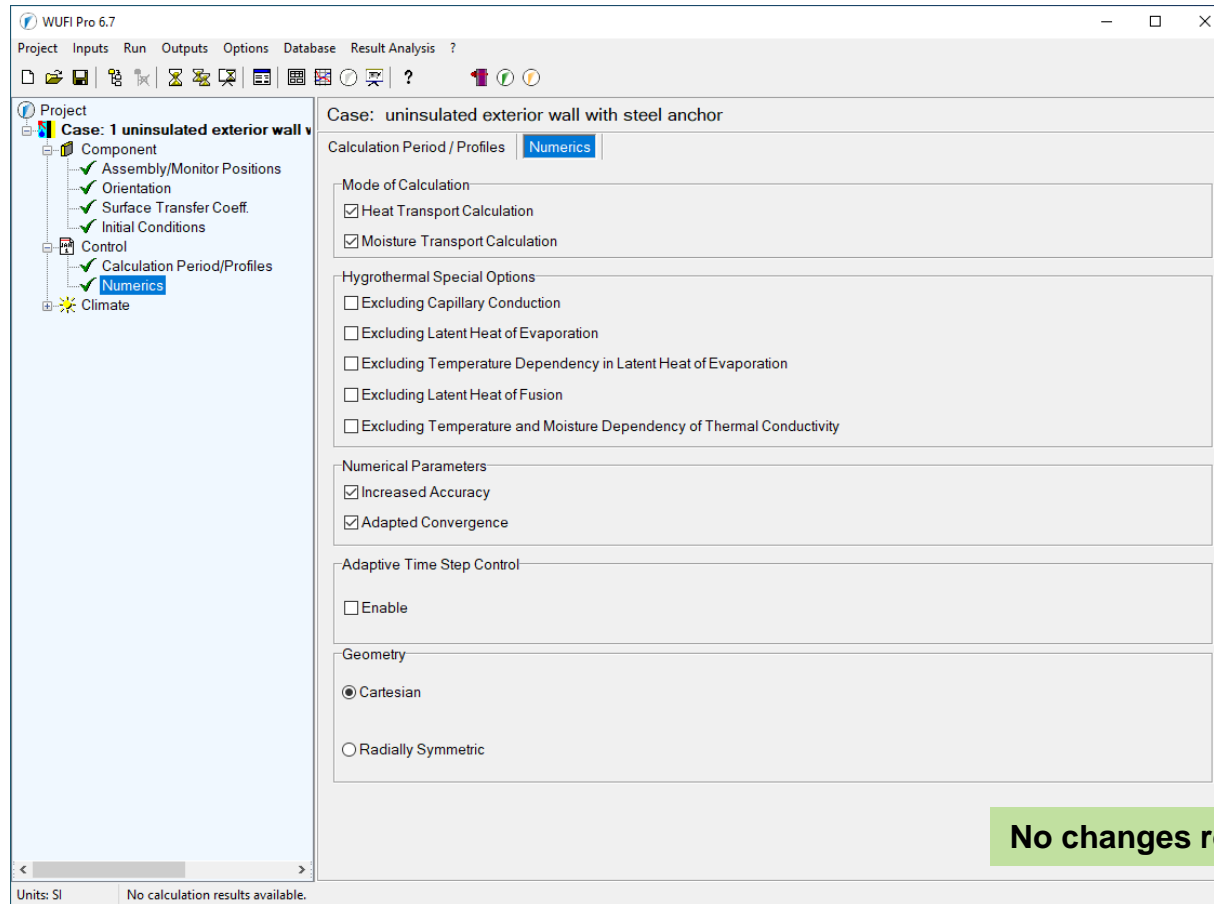 WUFI Pro 6.7
Project Inputs Run Outputs Options Database Result Analysis ?
Project
Case: 1 uninsulated exterior wall
Component
Assembly/Monitor Positions
Orientation
Surface Transfer Coeff.
Initial Conditions
Control
Calculation Period/Profiles
Numerics
Climate
Case: uninsulated exterior wall with steel anchor
Calculation Period / Profiles Numerics
Mode of Calculation
Heat Transport Calculation
Moisture Transport Calculation
Hygrothermal Special Options
Excluding Capillary Conduction
Excluding Latent Heat of Evaporation
Excluding Temperature Dependency in Latent Heat of Evaporation
Excluding Latent Heat of Fusion
Excluding Temperature and Moisture Dependency of Thermal Conductivity
Numerical Parameters
Increased Accuracy
Adapted Convergence
Adaptive Time Step Control
Enable
Geometry
Cartesian
Radially Symmetric
No changes
Units: SI No calculation results available.